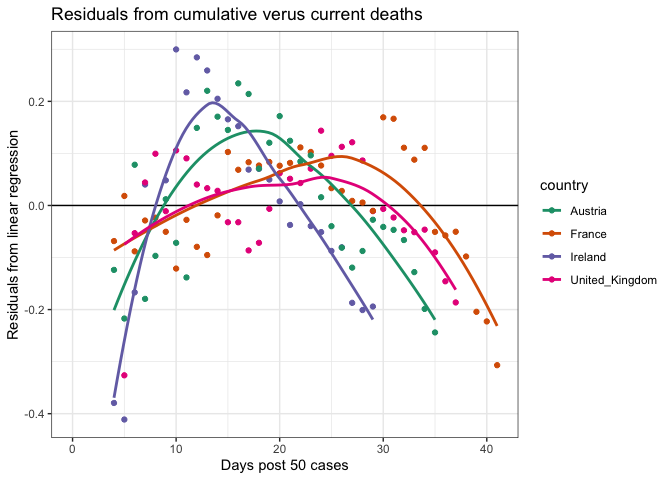 Residuals from cumulative verus current deaths
Residuals from linear regression
0.2
0.0
-0.2
-0.4
0
10
20
30
40
Days post 50 cases
country
Austria
France
Ireland
United_Kingdom